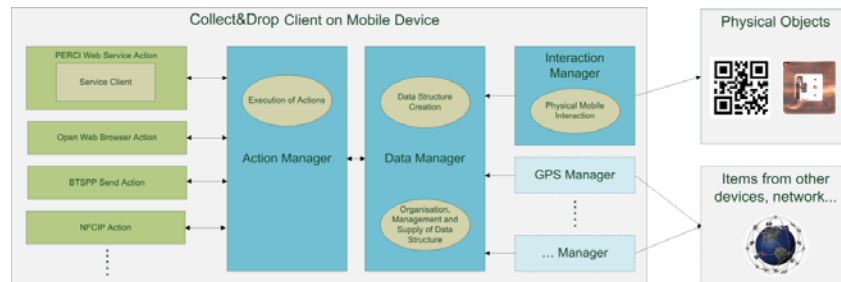 Collect&Drop Client on Mobile Device
PERCI Web Service Action
Service Client
Open Web Browser Action
BTSPP Send Action
NFCIP Action
Execution of Actions
Action Manager
Data Structure
Creation
Data Manager
Organisation,
Management and
Supply of Data
Structure
Interaction
Manager
Physical Mobile
Interaction
GPS Manager
... Manager
Physical Objects
Items from other
devices, network...